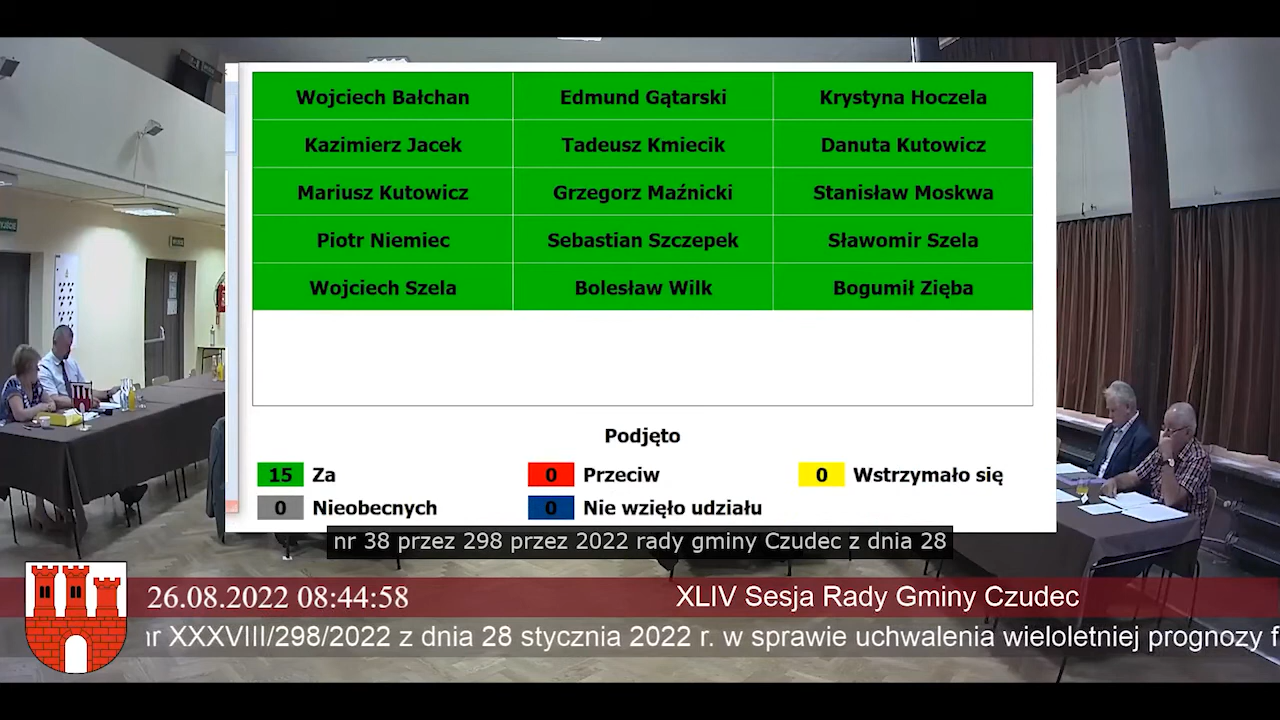 Wojciech Bałchan Edmund Gątarski Krystyna Hoczela
Kazimierz Jacek Tadeusz Kmiecik Danuta Kutowicz
Mariusz Kutowicz Grzegorz Maźnicki Stanisław Moskwa
Piotr Niemiec Sebastian Szczepek Sławomir Szela
Wojciech Szela Bolesław Wilk Bogumił Zięba
Podjęto
15 Za 0 Przeciw 0 Wstrzymało się
0 Nieobecnych 0 Nie wzięło udziału
nr 38 przez 298 przez 2022 rady gminy Czudec z dnia 28
26.08.2022 08:44:58 XLIV Sesja Rady Gminy Czudec
nr XXXVIII/298/2022 z dnia 28 stycznia 2022 r. w sprawie uchwalenia wieloletniej prognozy f